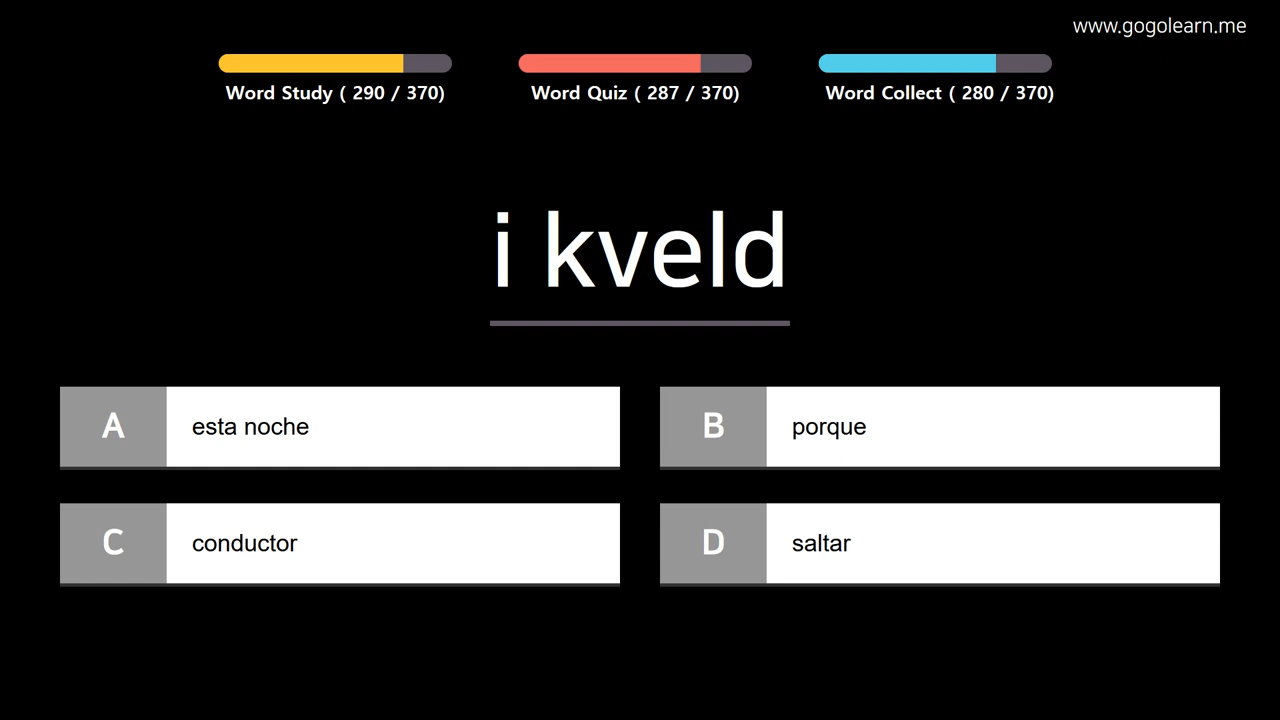 www.gogolearn.me
Word Study ( 290 / 370)
Word Quiz ( 287 / 370)
Word Collect ( 280 / 370)
i kveld
A
esta noche
B
porque
C
conductor
D
saltar